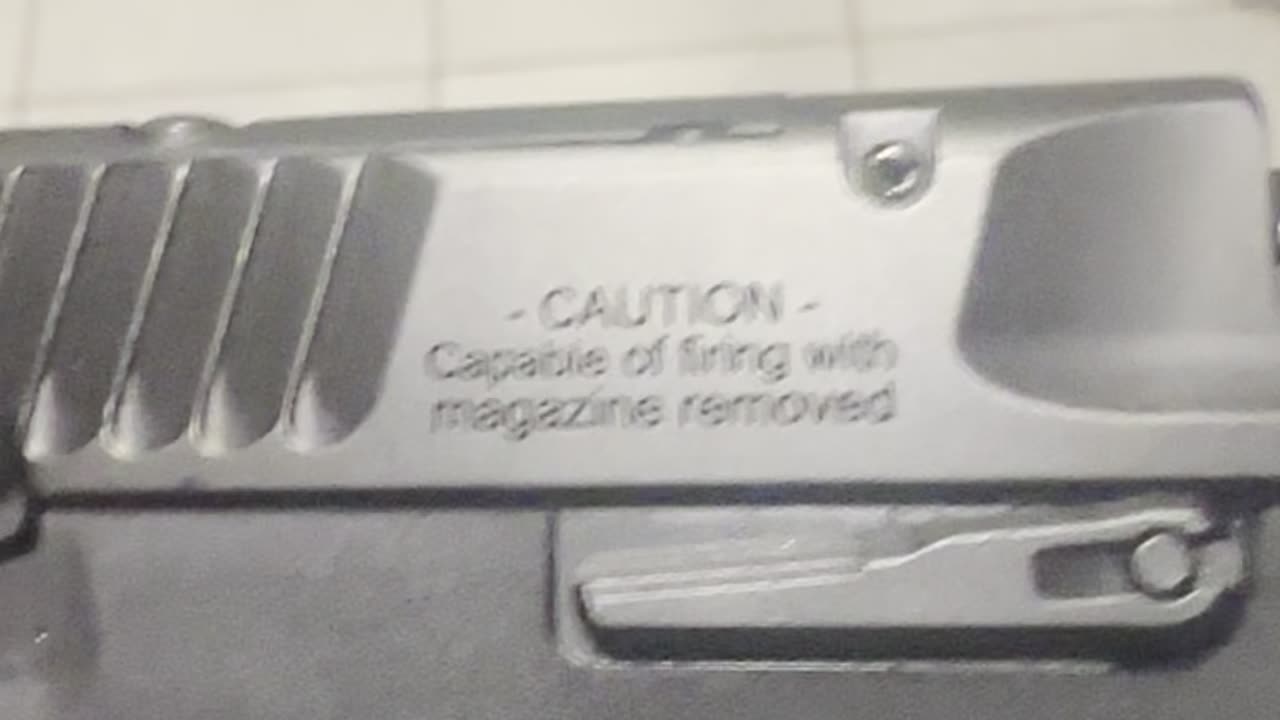 - CAUTION -
Capable of firing with
magazine removed